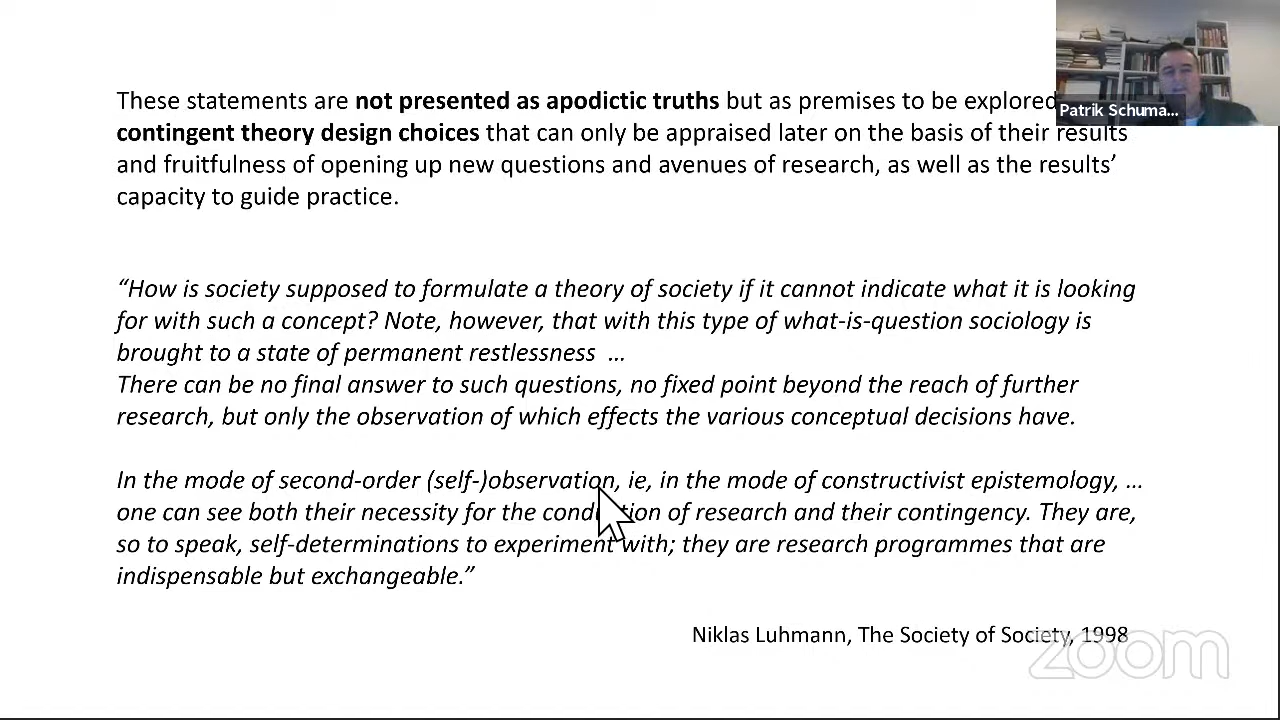 These statements are not presented as apodictic truths but as premises to be explored
contingent theory design choices that can only be appraised later on the basis of their results
and fruitfulness of opening up new questions and avenues of research, as well as the results’
capacity to guide practice.
“How is society supposed to formulate a theory of society if it cannot indicate what it is looking
for with such a concept? Note, however, that with this type of what-is-question sociology is
brought to a state of permanent restlessness …
There can be no final answer to such questions, no fixed point beyond the reach of further
research, but only the observation of which effects the various conceptual decisions have.
In the mode of second-order (self-)observation, ie, in the mode of constructivist epistemology, …
one can see both their necessity for the conduction of research and their contingency. They are,
so to speak, self-determinations to experiment with; they are research programmes that are
indispensable but exchangeable.”
Niklas Luhmann, The Society of Society, 1998
Patrik Schuma...
zoom